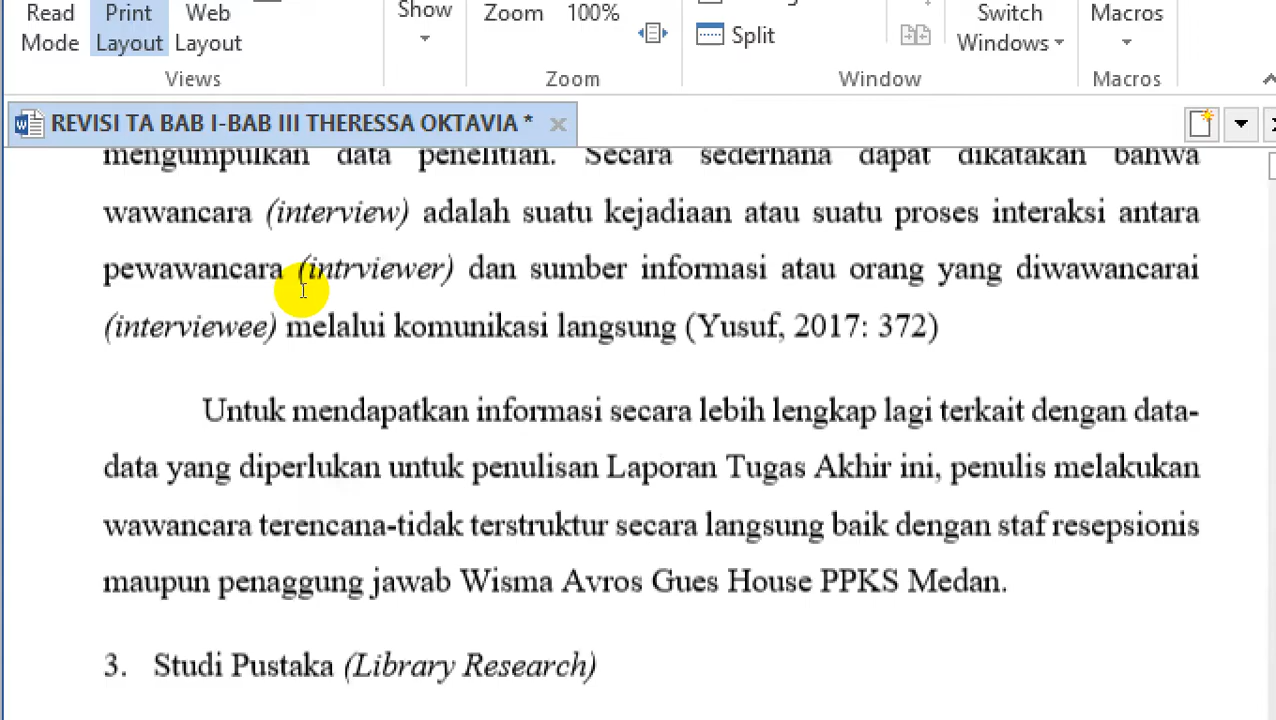 Read Mode
Print Layout
Web Layout
Views
Show
Zoom
100%
Zoom
Split
Window
Switch Windows
Macros
Macros
REVISI TA BAB I-BAB III THERESSA OKTAVIA *
mengumpulkan data penelitian. Secara sederhana dapat dikatakan bahwa
wawancara (interview) adalah suatu kejadiaan atau suatu proses interaksi antara
pewawancara (intrviewer) dan sumber informasi atau orang yang diwawancarai
(interviewee) melalui komunikasi langsung (Yusuf, 2017: 372)
Untuk mendapatkan informasi secara lebih lengkap lagi terkait dengan data-
data yang diperlukan untuk penulisan Laporan Tugas Akhir ini, penulis melakukan
wawancara terencana-tidak terstruktur secara langsung baik dengan staf resepsionis
maupun penaggung jawab Wisma Avros Gues House PPKS Medan.
3. Studi Pustaka (Library Research)